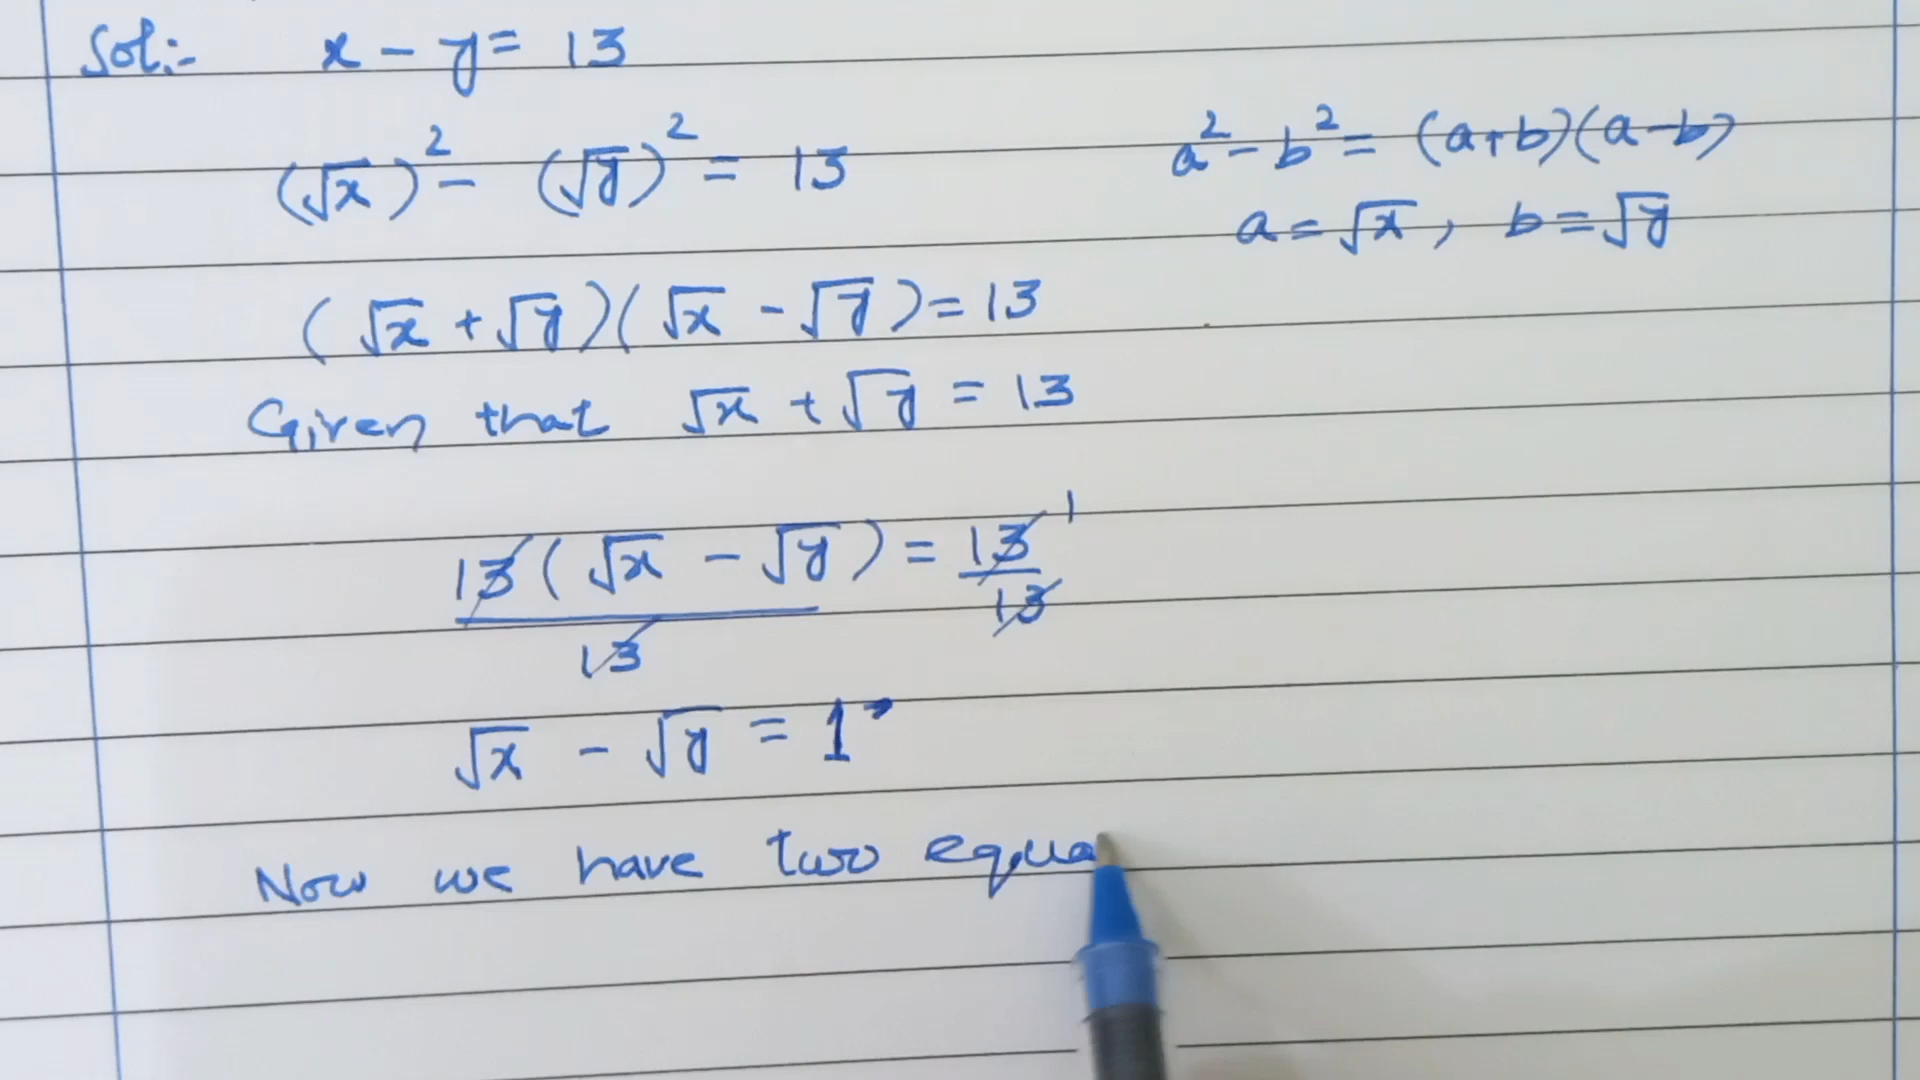 Sol:- x - y = 13
(√x)² - (√y)² = 13
a² - b² = (a+b)(a-b)
a = √x, b = √y
(√x + √y)(√x - √y) = 13
Given that √x + √y = 13
13(√x - √y)/13 = 13/13 1
√x - √y = 1
Now we have two equa